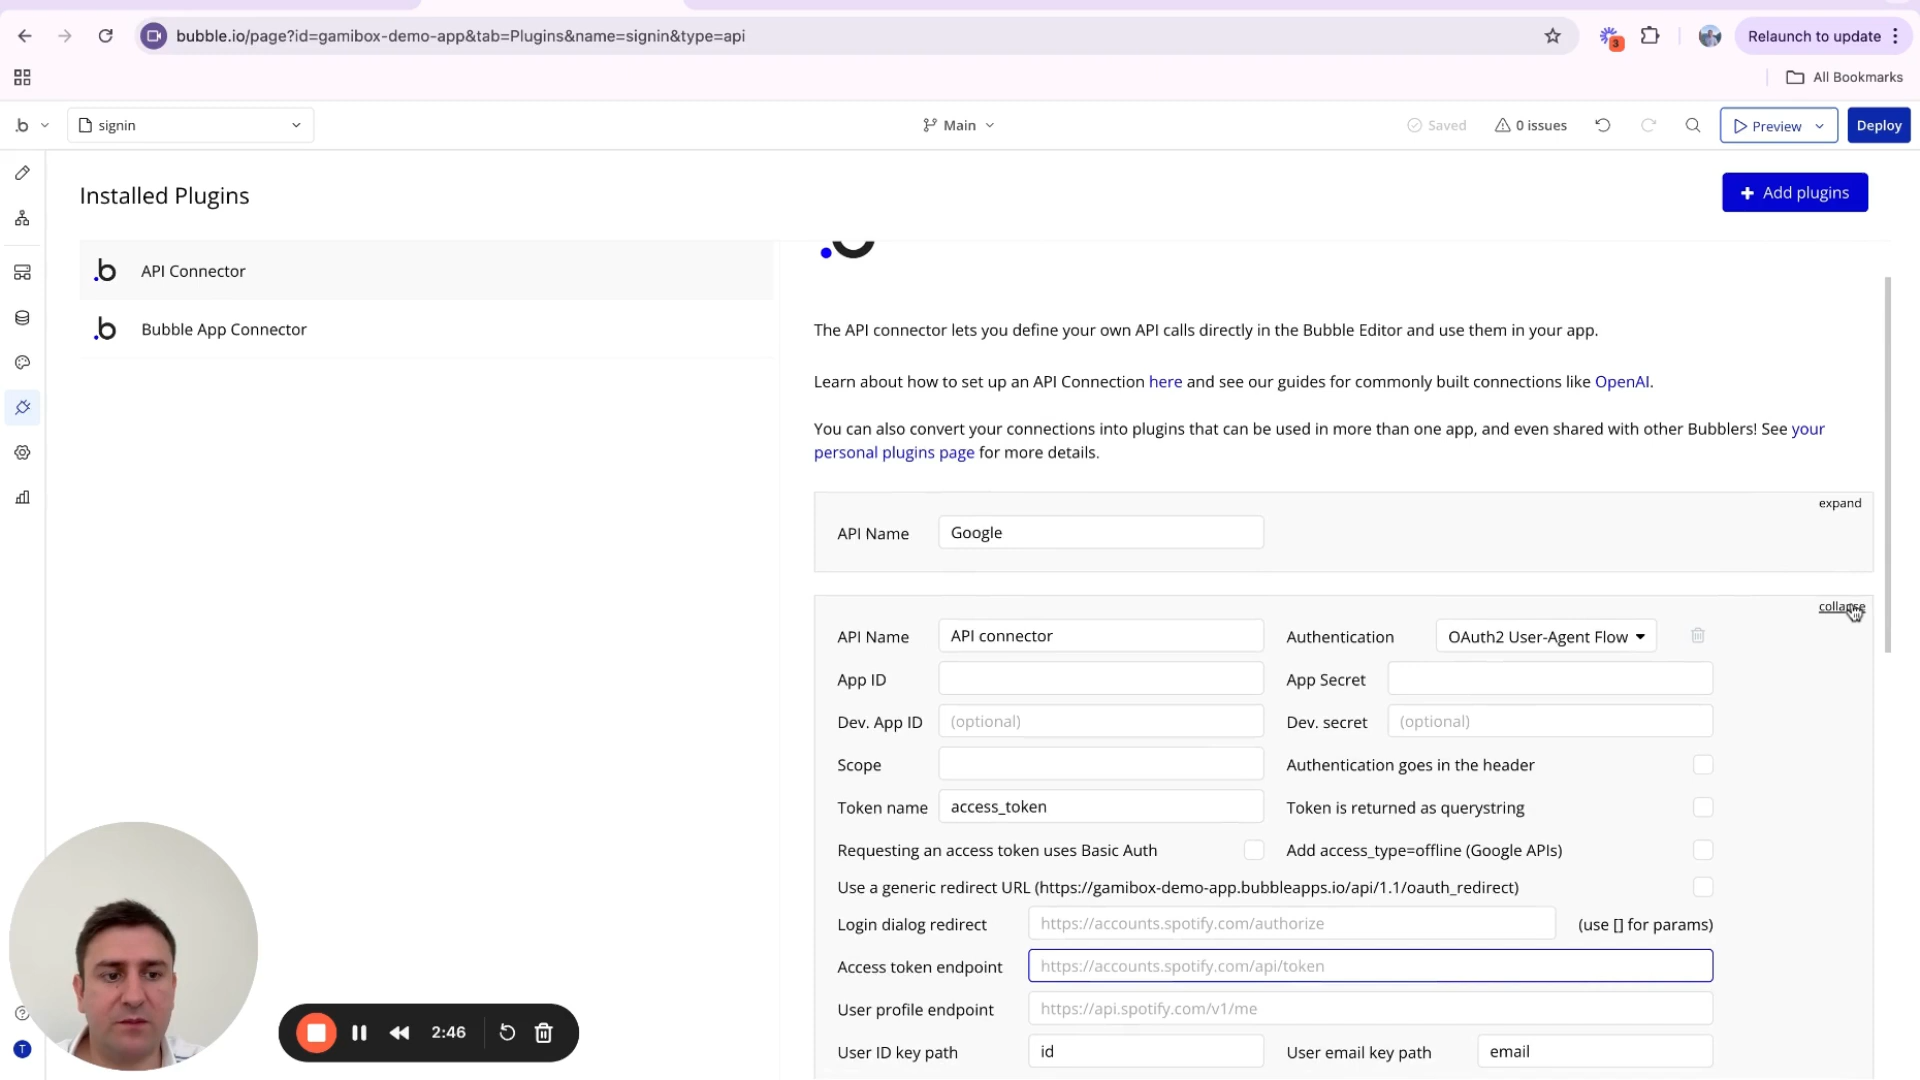 bubble.io/page?id=gamibox-demo-app&tab=Plugins&name=signin&type=api
3
Relaunch to update
All Bookmarks
.b
signin
Main
Saved
0 issues
Preview
Deploy
Installed Plugins
Add plugins
.b API Connector
.b Bubble App Connector
The API connector lets you define your own API calls directly in the Bubble Editor and use them in your app.
Learn about how to set up an API Connection here and see our guides for commonly built connections like OpenAI.
You can also convert your connections into plugins that can be used in more than one app, and even shared with other Bubblers! See your
personal plugins page for more details.
expand
API Name Google
collapse
API Name API connector Authentication OAuth2 User-Agent Flow
App ID App Secret
Dev. App ID (optional) Dev. secret (optional)
Scope Authentication goes in the header
Token name access_token Token is returned as querystring
Requesting an access token uses Basic Auth Add access_type=offline (Google APIs)
Use a generic redirect URL (https://gamibox-demo-app.bubbleapps.io/api/1.1/oauth_redirect)
Login dialog redirect https://accounts.spotify.com/authorize (use [] for params)
Access token endpoint https://accounts.spotify.com/api/token
User profile endpoint https://api.spotify.com/v1/me
User ID key path id User email key path email
2:46
T